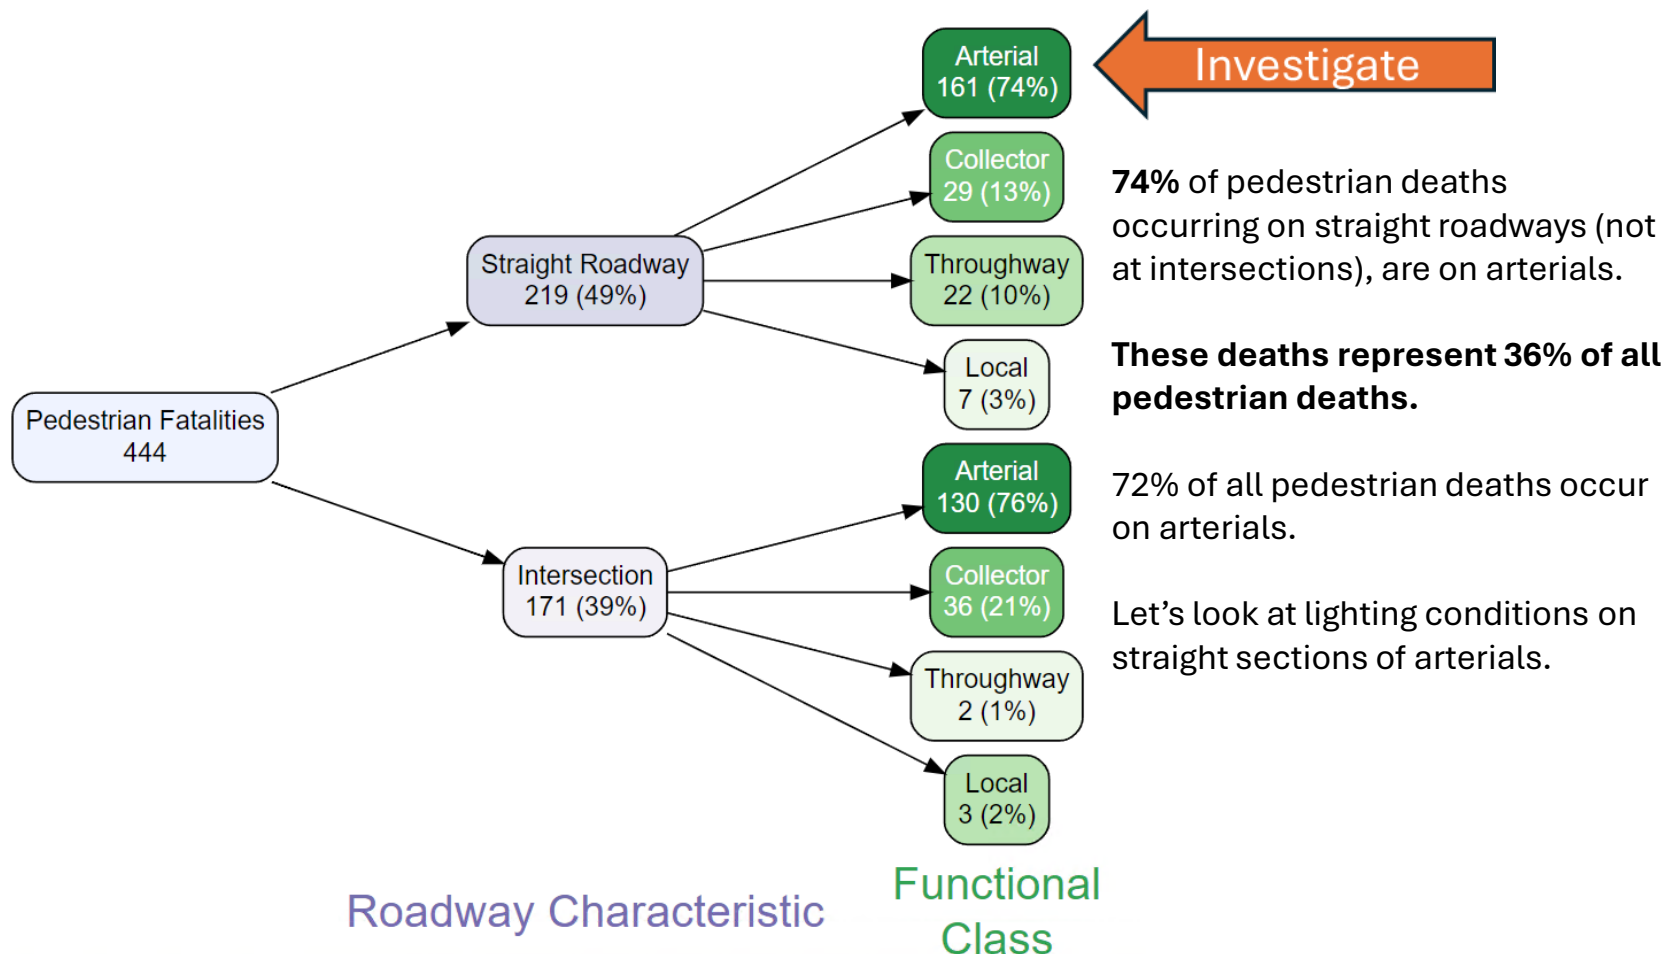 Arterial
161 (74%)
Investigate
Collector
29 (13%)
74% of pedestrian deaths
occurring on straight roadways (not
at intersections), are on arterials.
Straight Roadway
219 (49%)
Throughway
22 (10%)
These deaths represent 36% of all
pedestrian deaths.
Local
7 (3%)
Pedestrian Fatalities
444
Arterial
130 (76%)
72% of all pedestrian deaths occur
on arterials.
Intersection
171 (39%)
Collector
36 (21%)
Let’s look at lighting conditions on
straight sections of arterials.
Throughway
2 (1%)
Local
3 (2%)
Roadway Characteristic
Functional
Class